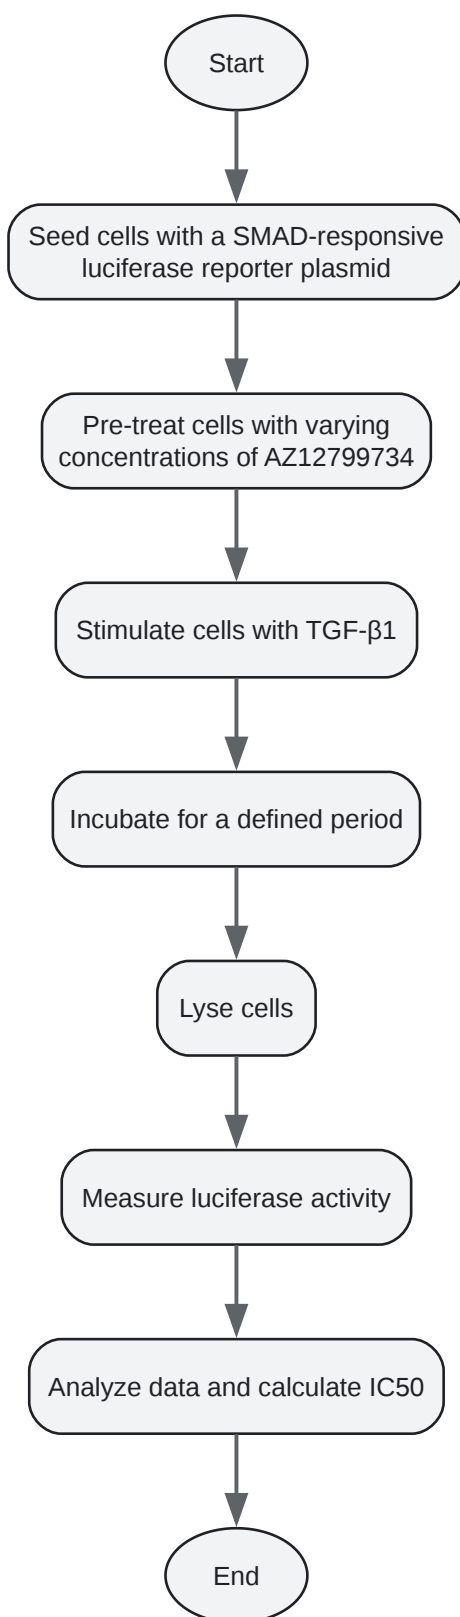 Start
Seed cells with a SMAD-responsive
luciferase reporter plasmid
Pre-treat cells with varying
concentrations of AZ12799734
Stimulate cells with TGF-β1
Incubate for a defined period
Lyse cells
Measure luciferase activity
Analyze data and calculate IC50
End